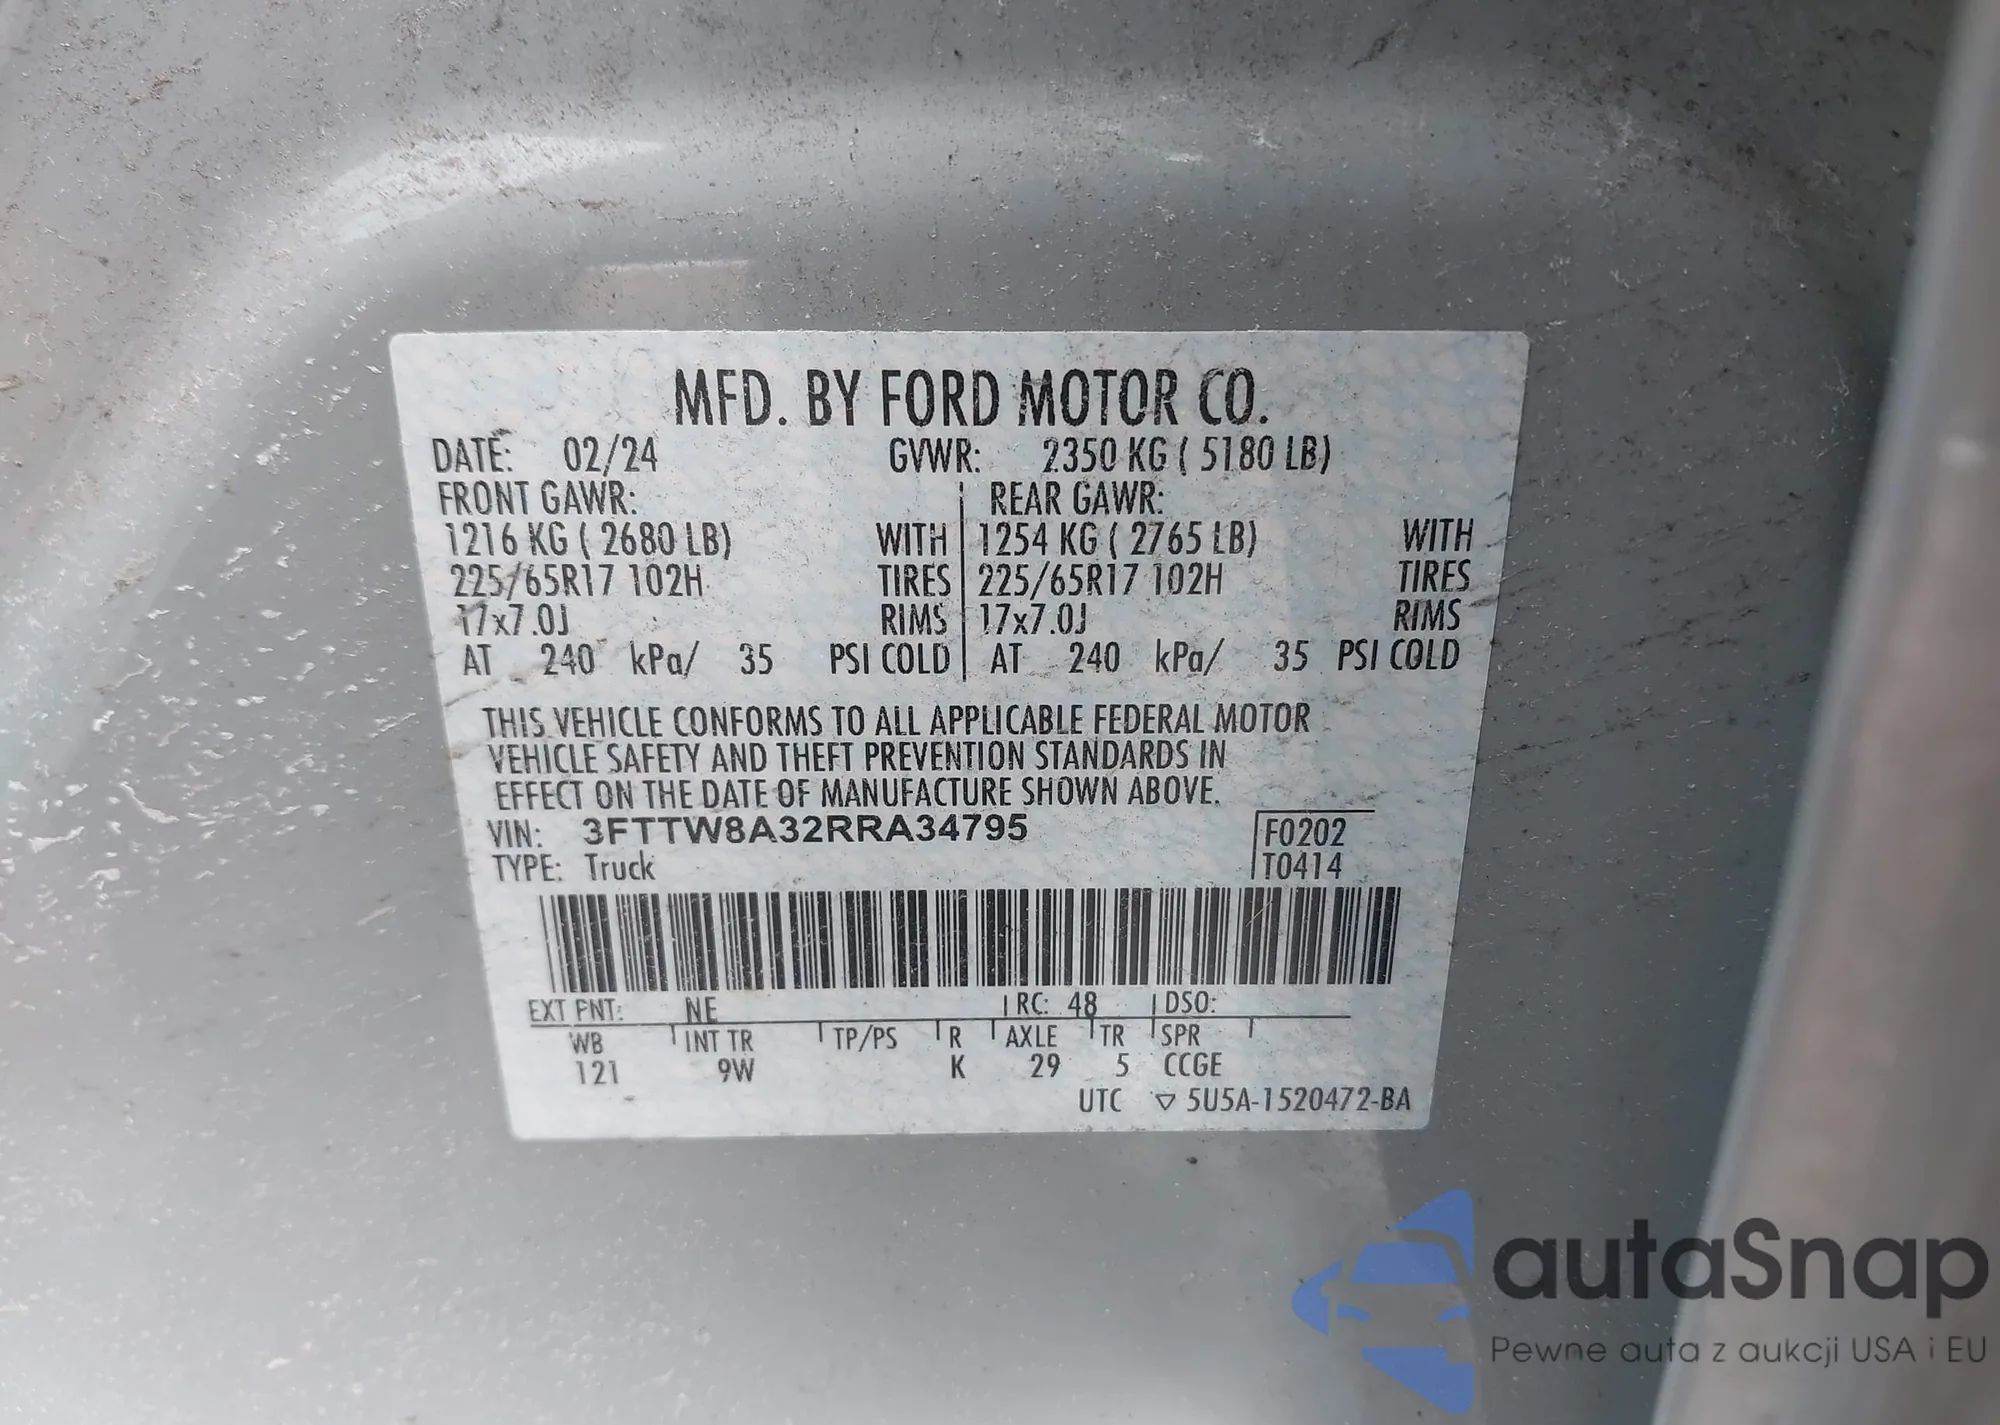 MFD. BY FORD MOTOR CO.
DATE: 02/24 GVWR: 2350 KG ( 5180 LB)
FRONT GAWR: REAR GAWR:
1216 KG ( 2680 LB) WITH 1254 KG ( 2765 LB) WITH
225/65R17 102H TIRES 225/65R17 102H TIRES
17x7.0J RIMS 17x7.0J RIMS
AT 240 kPa/ 35 PSI COLD AT 240 kPa/ 35 PSI COLD
THIS VEHICLE CONFORMS TO ALL APPLICABLE FEDERAL MOTOR
VEHICLE SAFETY AND THEFT PREVENTION STANDARDS IN
EFFECT ON THE DATE OF MANUFACTURE SHOWN ABOVE.
VIN: 3FTTW8A32RRA34795 F0202
TYPE: Truck T0414
EXT PNT: NE RC: 48 DSO:
WB INT TR TP/PS R AXLE TR SPR
121 9W K 29 5 CCGE
UTC ▽ 5U5A-1520472-BA
autaSnap
Pewne auta z aukcji USA i EU